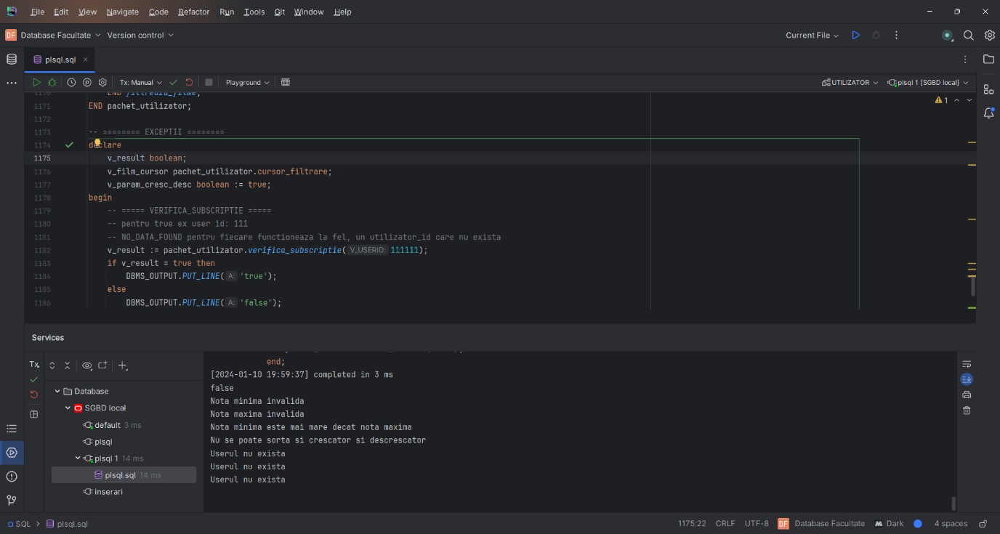 File Edit View Navigate Code Refactor Run Tools Git Window Help
DF Database Facultate Version control Current File
plsql.sql
Tx: Manual Playground UTILIZATOR plsql 1 [SGBD local]
1170 END filtreaza_filme;
1171 END pachet_utilizator;
1
1172
1173 -- ======== EXCEPTII ========
1174 declare
1175 v_result boolean;
1176 v_film_cursor pachet_utilizator.cursor_filtrare;
1177 v_param_cresc_desc boolean := true;
1178 begin
1179 -- ===== VERIFICA_SUBSCRIPTIE =====
1180 -- pentru true ex user id: 111
1181 -- NO_DATA_FOUND pentru fiecare functioneaza la fel, un utilizator_id care nu exista
1182 v_result := pachet_utilizator.verifica_subscriptie( V_USERID: 111111);
1183 if v_result = true then
1184 DBMS_OUTPUT.PUT_LINE( A: 'true');
1185 else
1186 DBMS_OUTPUT.PUT_LINE( A: 'false');
Services
Tx
Database
SGBD local
default 3 ms
plsql
plsql 1 14 ms
plsql.sql 14 ms
inserari
end;
[2024-01-10 19:59:37] completed in 3 ms
false
Nota minima invalida
Nota maxima invalida
Nota minima este mai mare decat nota maxima
Nu se poate sorta si crescator si descrescator
Userul nu exista
Userul nu exista
Userul nu exista
SQL plsql.sql 1175:22 CRLF UTF-8 DF Database Facultate Dark 4 spaces